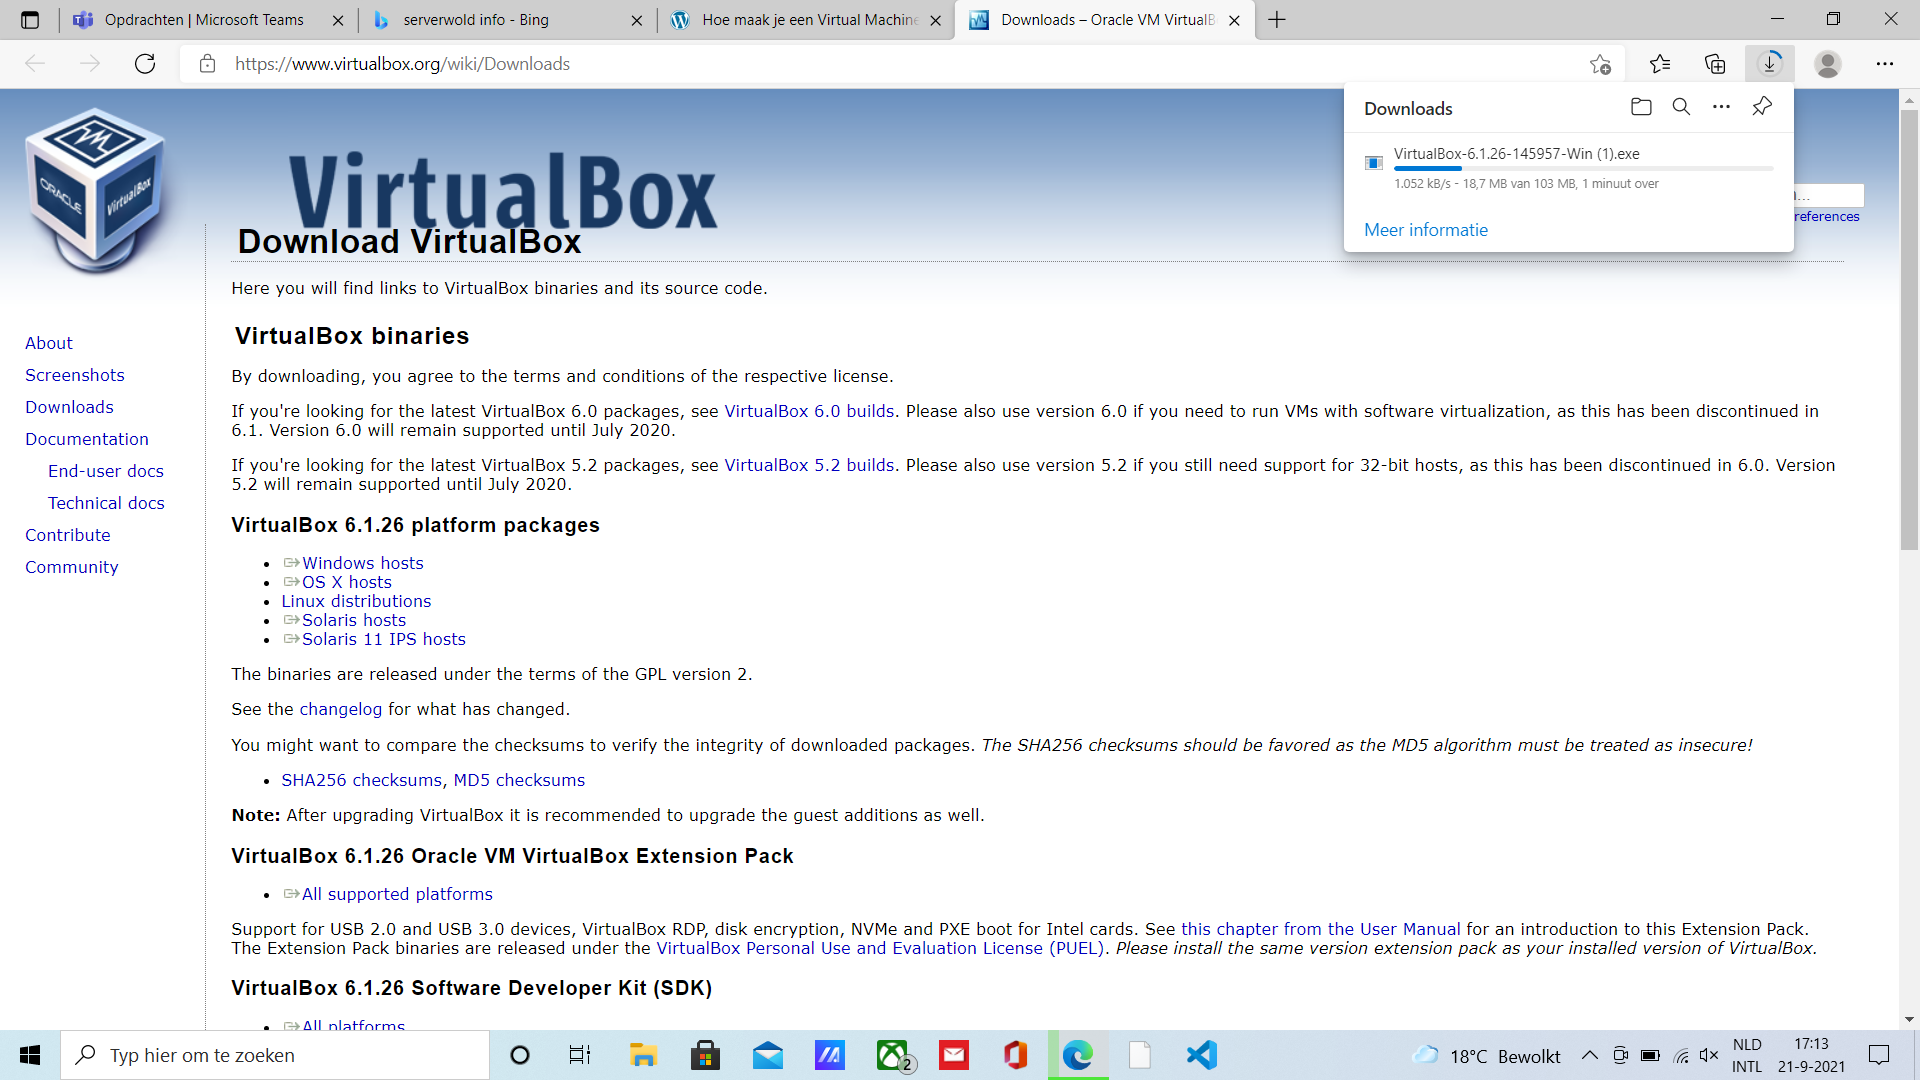 Opdrachten | Microsoft Teams
serverwold info - Bing
Hoe maak je een Virtual Machine
Downloads – Oracle VM VirtualB
https://www.virtualbox.org/wiki/Downloads
Downloads
VirtualBox-6.1.26-145957-Win (1).exe
1.052 kB/s - 18,7 MB van 103 MB, 1 minuut over
Meer informatie
references
ORACLE
VirtualBox
VirtualBox
Download VirtualBox
Here you will find links to VirtualBox binaries and its source code.
About
Screenshots
Downloads
Documentation
End-user docs
Technical docs
Contribute
Community
VirtualBox binaries
By downloading, you agree to the terms and conditions of the respective license.
If you're looking for the latest VirtualBox 6.0 packages, see VirtualBox 6.0 builds. Please also use version 6.0 if you need to run VMs with software virtualization, as this has been discontinued in
6.1. Version 6.0 will remain supported until July 2020.
If you're looking for the latest VirtualBox 5.2 packages, see VirtualBox 5.2 builds. Please also use version 5.2 if you still need support for 32-bit hosts, as this has been discontinued in 6.0. Version
5.2 will remain supported until July 2020.
VirtualBox 6.1.26 platform packages
• Windows hosts
• OS X hosts
• Linux distributions
• Solaris hosts
• Solaris 11 IPS hosts
The binaries are released under the terms of the GPL version 2.
See the changelog for what has changed.
You might want to compare the checksums to verify the integrity of downloaded packages. The SHA256 checksums should be favored as the MD5 algorithm must be treated as insecure!
• SHA256 checksums, MD5 checksums
Note: After upgrading VirtualBox it is recommended to upgrade the guest additions as well.
VirtualBox 6.1.26 Oracle VM VirtualBox Extension Pack
• All supported platforms
Support for USB 2.0 and USB 3.0 devices, VirtualBox RDP, disk encryption, NVMe and PXE boot for Intel cards. See this chapter from the User Manual for an introduction to this Extension Pack.
The Extension Pack binaries are released under the VirtualBox Personal Use and Evaluation License (PUEL). Please install the same version extension pack as your installed version of VirtualBox.
VirtualBox 6.1.26 Software Developer Kit (SDK)
• All platforms
Typ hier om te zoeken
2
18°C Bewolkt
NLD
INTL
17:13
21-9-2021